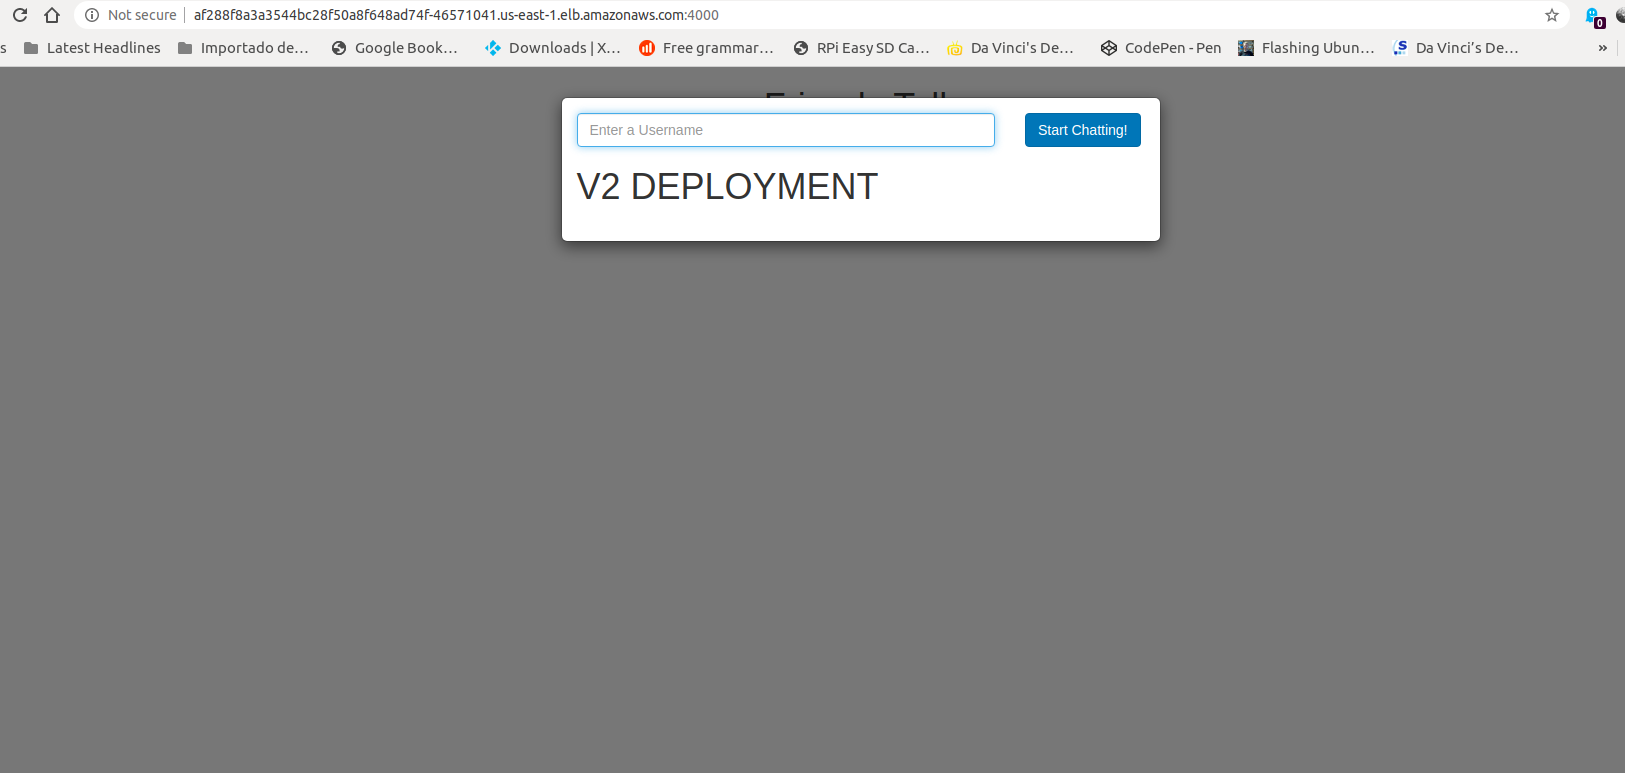 Not secure af288f8a3a3544bc28f50a8f648ad74f-46571041.us-east-1.elb.amazonaws.com:4000 0
s Latest Headlines Importado de... Google Book... Downloads | X... Free grammar... RPi Easy SD Ca... Da Vinci's De... CodePen - Pen Flashing Ubun... Da Vinci's De... »
Enter a Username Start Chatting!
V2 DEPLOYMENT